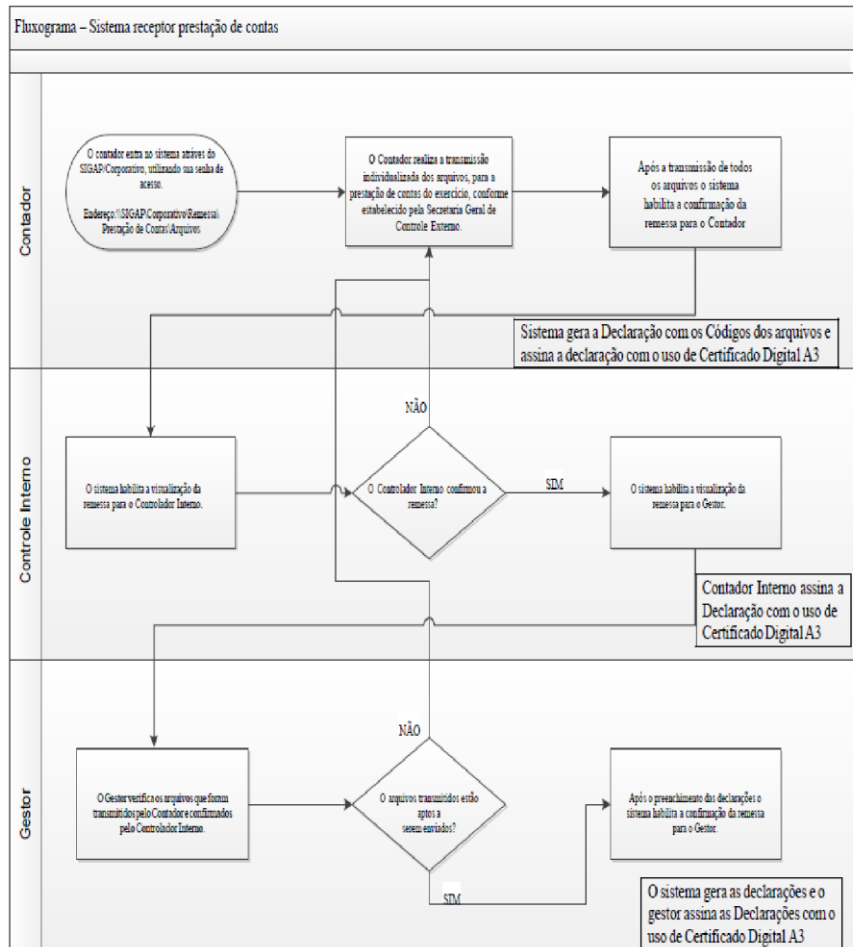 Fluxograma – Sistema receptor prestação de contas
Contador
O contador entra no sistema atráves do
SIGAP/Corporativo, utilizando sua senha de
acesso.
Endereço:\\SIGAP\Corporativo\Remessa\
Prestação de Contas\Arquivos
O Contador realiza a transmissão
individualizada dos arquivos, para a
prestação de contas do exercício, conforme
estabelecido pela Secretaria Geral de
Controle Externo.
Após a transmissão de todos
os arquivos o sistema
habilita a confirmação da
remessa para o Contador
Sistema gera a Declaração com os Códigos dos arquivos e
assina a declaração com o uso de Certificado Digital A3
Controle Interno
O sistema habilita a visualização da
remessa para o Controlador Interno.
NÃO
O Controlador Interno confirmou a
remessa?
SIM
O sistema habilita a visualização da
remessa para o Gestor.
Contador Interno assina a
Declaração com o uso de
Certificado Digital A3
Gestor
O Gestor verifica os arquivos que foram
transmitidos pelo Contador e confirmados
pelo Controlador Interno.
NÃO
O arquivos transmitidos estão
aptos a
serem enviados?
SIM
Após o preenchimento das declarações o
sistema habilita a confirmação da remessa
para o Gestor.
O sistema gera as declarações e o
gestor assina as Declarações com o
uso de Certificado Digital A3